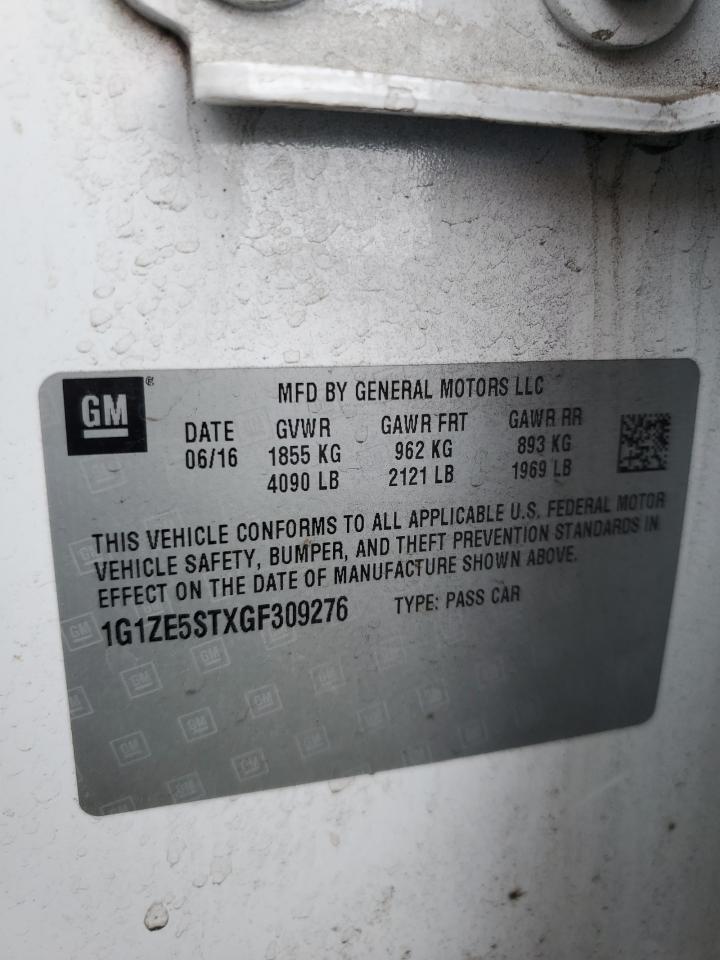 GM®
MFD BY GENERAL MOTORS LLC
DATE GVWR GAWR FRT GAWR RR
06/16 1855 KG 962 KG 893 KG
4090 LB 2121 LB 1969 LB
THIS VEHICLE CONFORMS TO ALL APPLICABLE U.S. FEDERAL MOTOR
VEHICLE SAFETY, BUMPER, AND THEFT PREVENTION STANDARDS IN
EFFECT ON THE DATE OF MANUFACTURE SHOWN ABOVE.
1G1ZE5STXGF309276 TYPE: PASS CAR